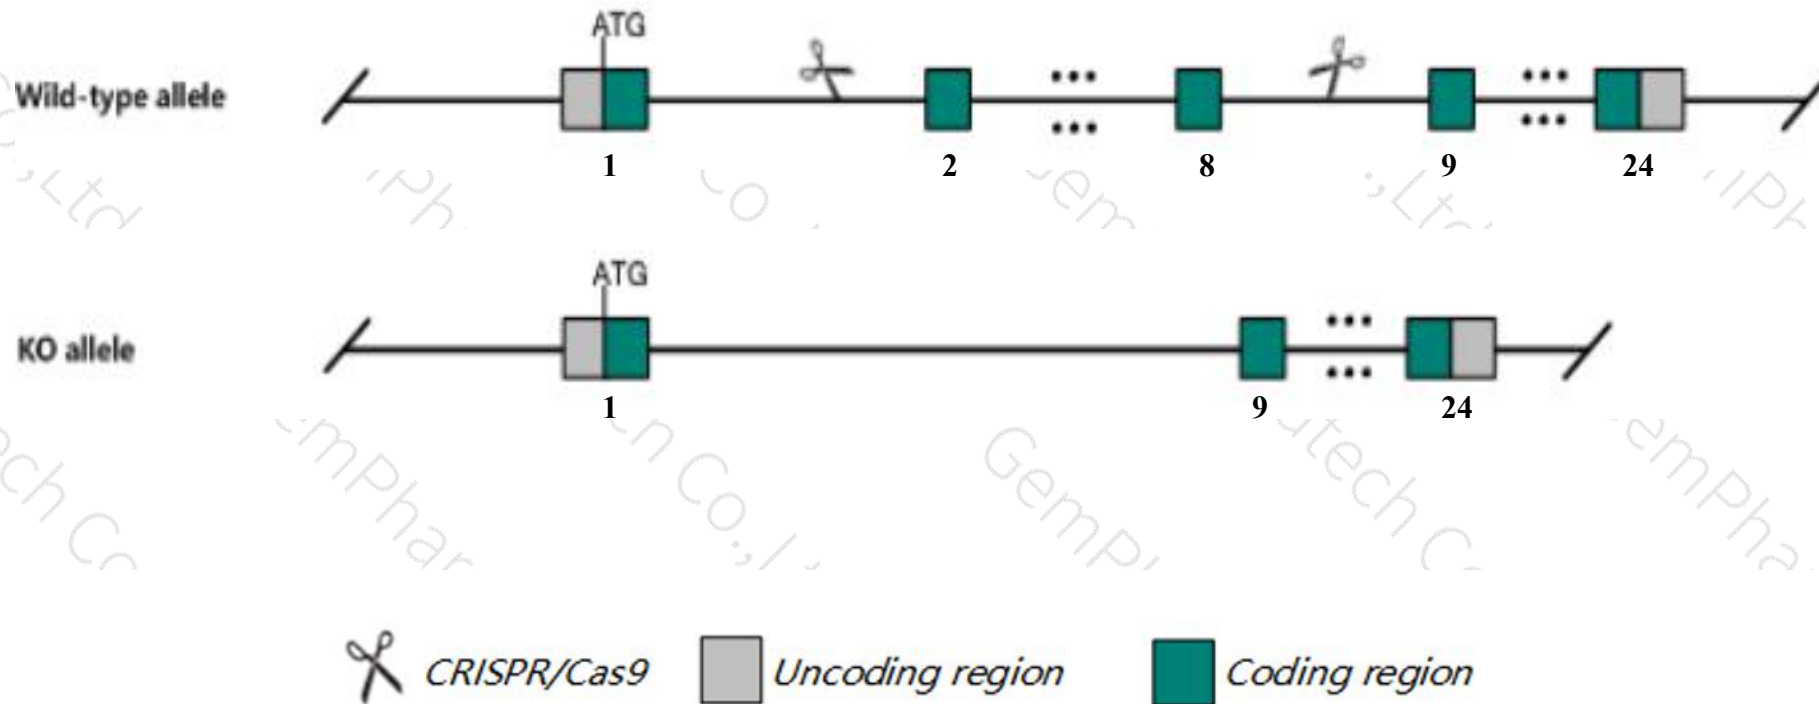 ATG
Wild-type allele
1 2 8 9 24
ATG
KO allele
1 9 24
GemPh
CRISPR/Cas9 Uncoding region Coding region